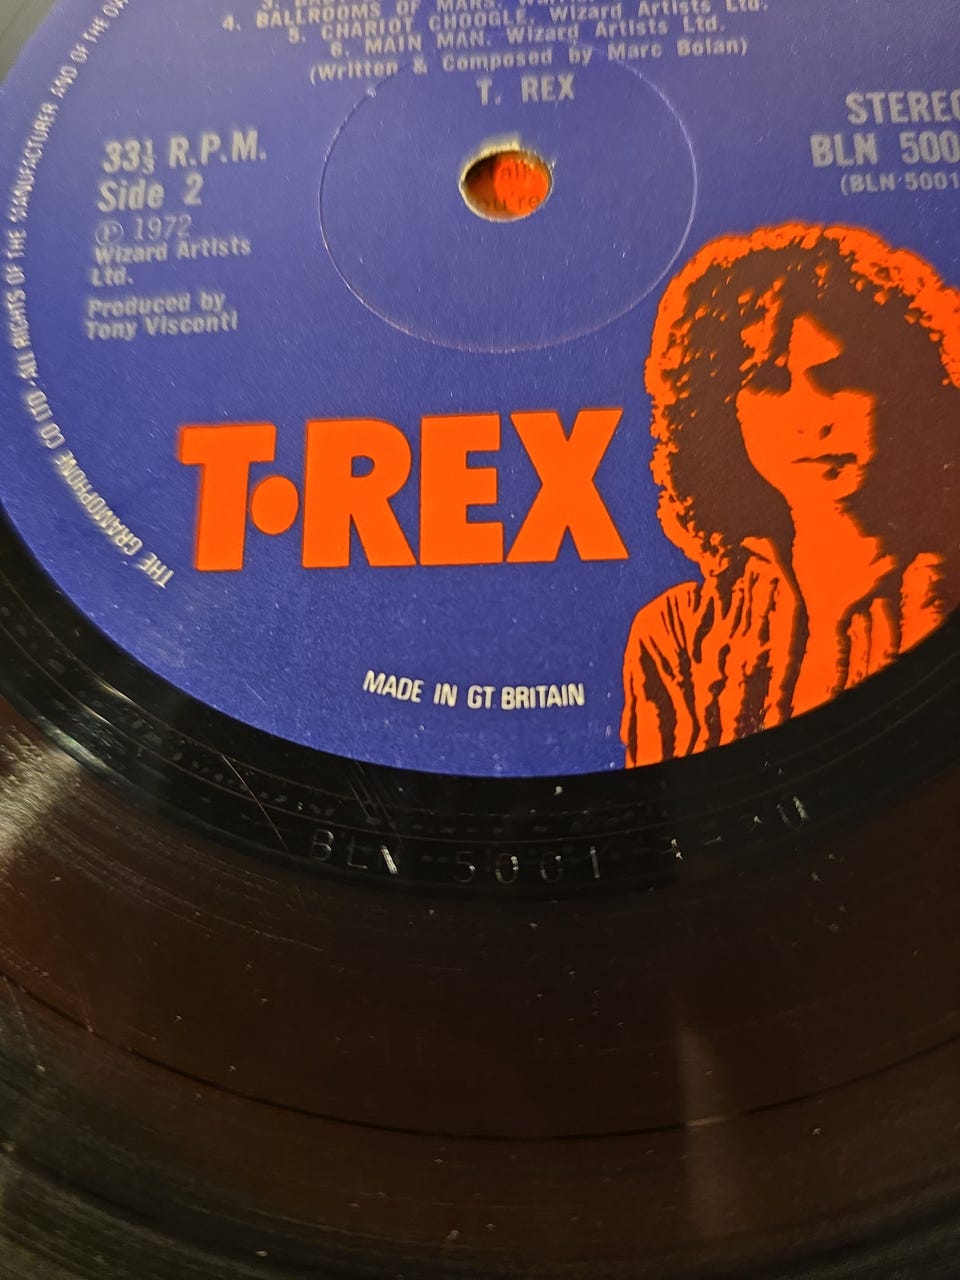 4. BALLROOMS OF MARS. Wizard Artists Ltd.
5. CHARIOT CHOOGLE. Wizard Artists Ltd.
6. MAIN MAN. Wizard Artists Ltd.
(Written & Composed by Marc Bolan)
T. REX
STEREO
BLN 500
(BLN 5001
33⅓ R.P.M.
Side 2
℗ 1972
Wizard Artists
Ltd.
Produced by
Tony Visconti
T·REX
MADE IN GT. BRITAIN
THE GRAMOPHONE CO LTD · ALL RIGHTS OF THE MANUFACTURER AND OF THE
BLN 5001